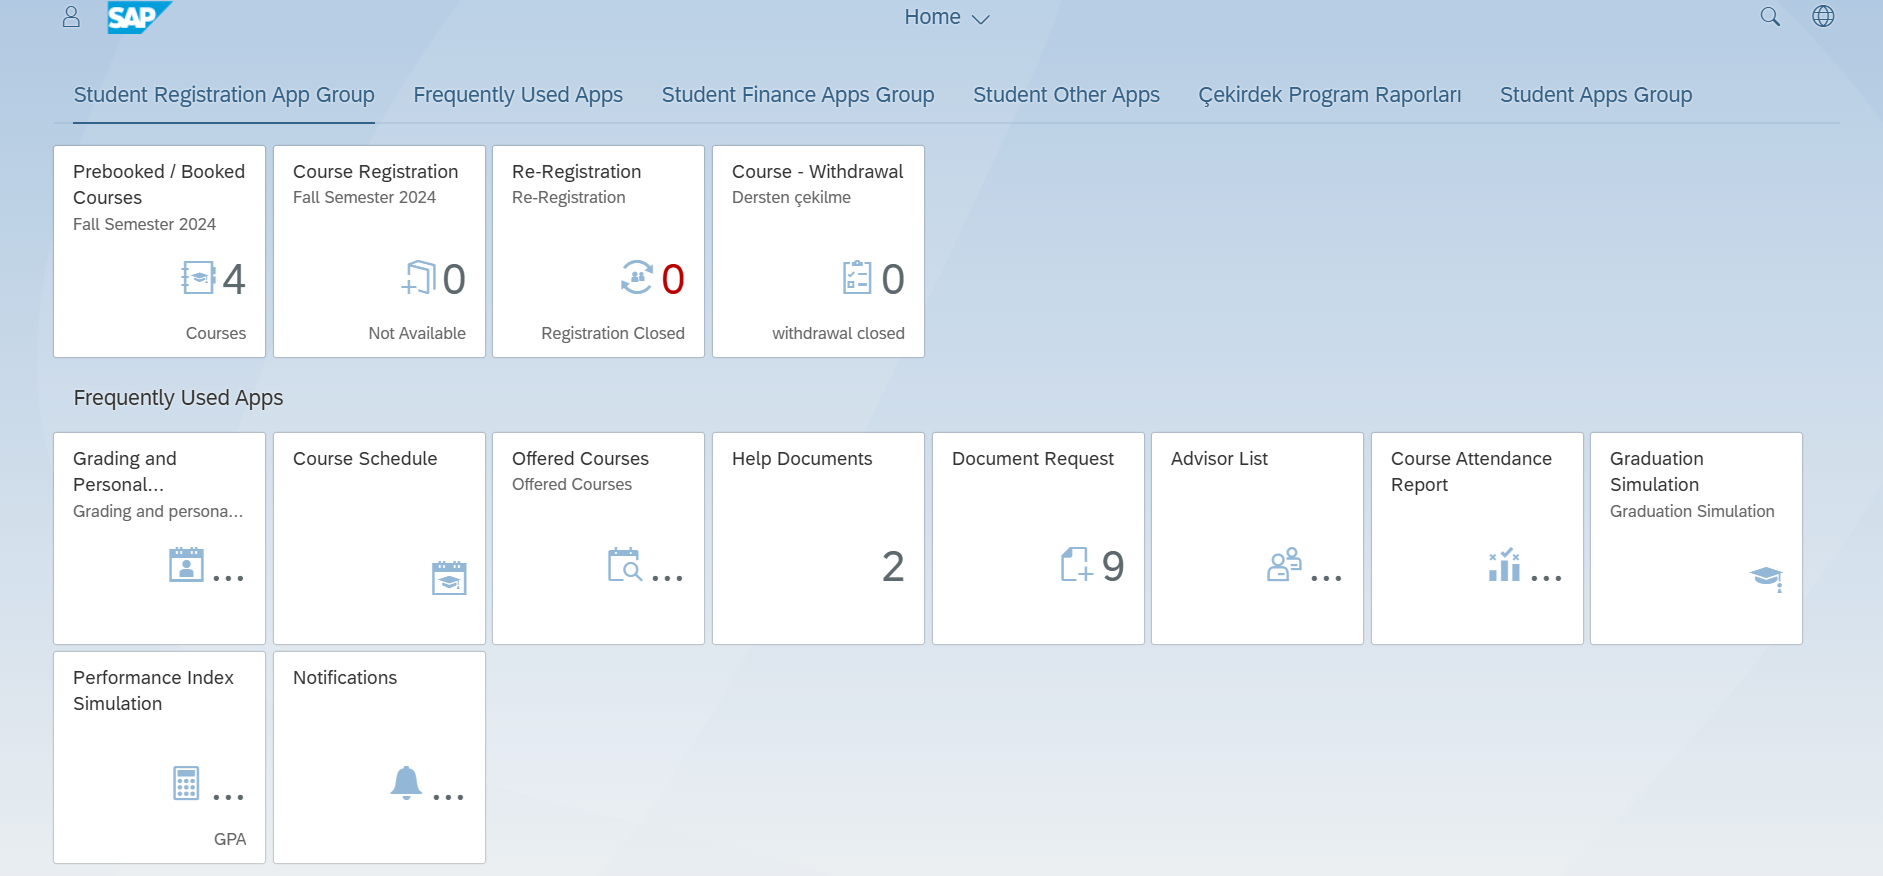 SAP
Home
Student Registration App Group
Frequently Used Apps
Student Finance Apps Group
Student Other Apps
Çekirdek Program Raporları
Student Apps Group
Prebooked / Booked
Courses
Fall Semester 2024
4
Courses
Course Registration
Fall Semester 2024
0
Not Available
Re-Registration
Re-Registration
0
Registration Closed
Course - Withdrawal
Dersten çekilme
0
withdrawal closed
Frequently Used Apps
Grading and
Personal...
Grading and persona...
...
Course Schedule
Offered Courses
Offered Courses
...
Help Documents
2
Document Request
9
Advisor List
...
Course Attendance
Report
...
Graduation
Simulation
Graduation Simulation
Performance Index
Simulation
...
GPA
Notifications
...